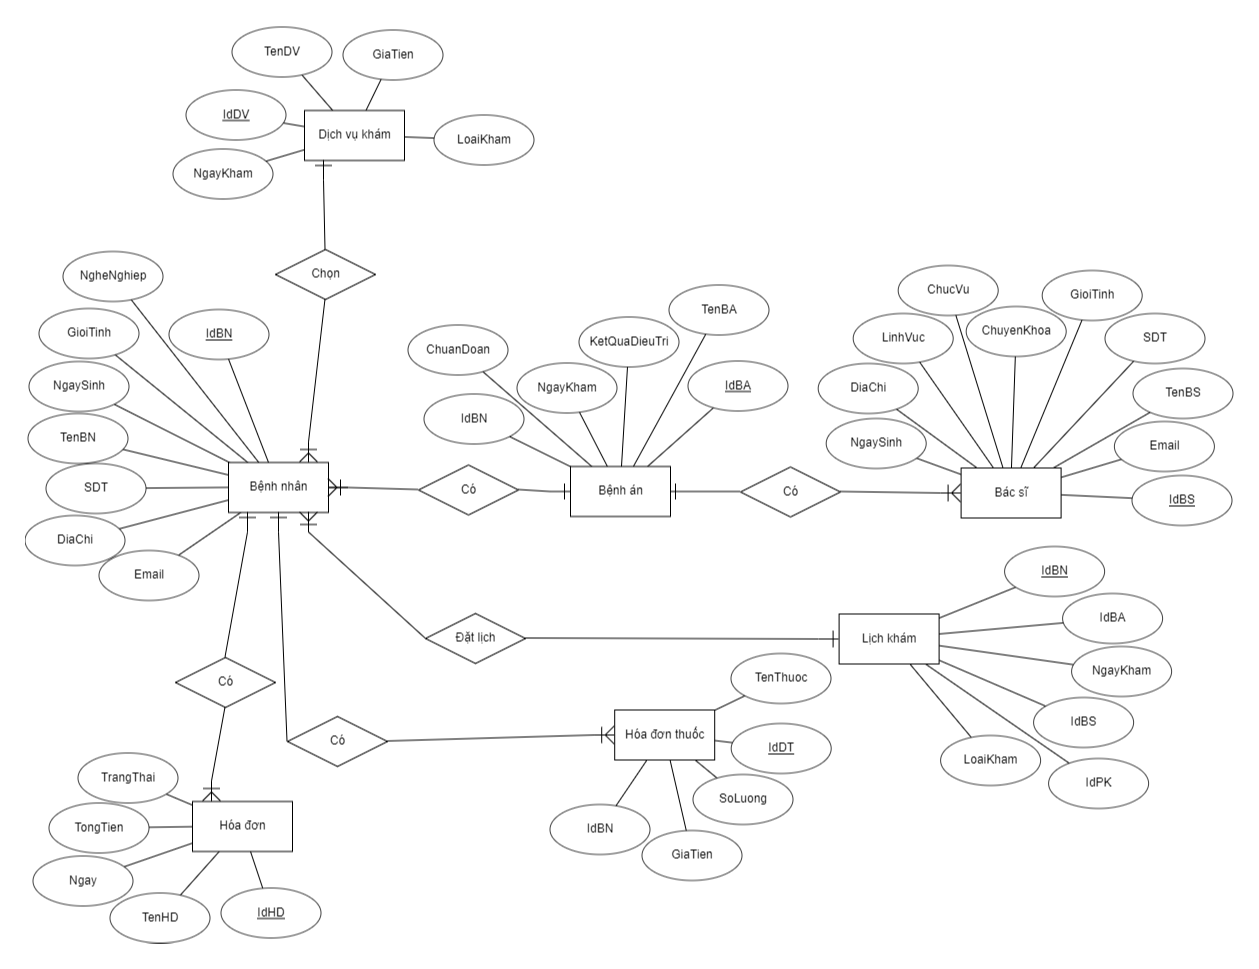 TenDV
GiaTien
IdDV
Dịch vụ khám
LoaiKham
NgayKham
Chọn
NgheNghiep
GioiTinh
IdBN
NgaySinh
TenBN
SDT
DiaChi
Email
Bệnh nhân
Có
ChuanDoan
KetQuaDieuTri
TenBA
NgayKham
IdBA
IdBN
Bệnh án
Có
ChucVu
GioiTinh
LinhVuc
ChuyenKhoa
SDT
DiaChi
TenBS
NgaySinh
Email
IdBS
Bác sĩ
Đặt lịch
Lịch khám
IdBN
IdBA
NgayKham
IdBS
LoaiKham
IdPK
Có
Có
TenThuoc
Hóa đơn thuốc
IdDT
SoLuong
IdBN
GiaTien
TrangThai
TongTien
Hóa đơn
Ngay
TenHD
IdHD